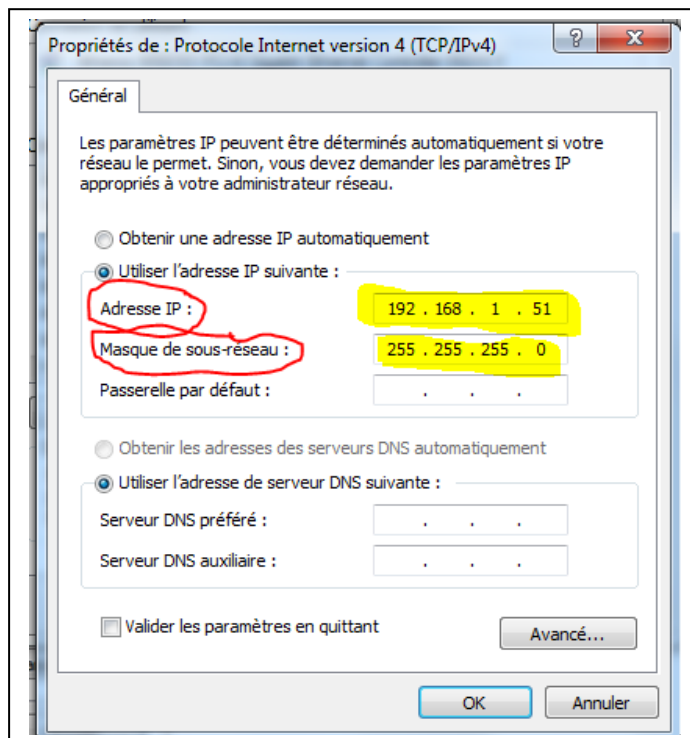 Propriétés de : Protocole Internet version 4 (TCP/IPv4)
Général
Les paramètres IP peuvent être déterminés automatiquement si votre
réseau le permet. Sinon, vous devez demander les paramètres IP
appropriés à votre administrateur réseau.
Obtenir une adresse IP automatiquement
Utiliser l'adresse IP suivante :
Adresse IP : 192 . 168 . 1 . 51
Masque de sous-réseau : 255 . 255 . 255 . 0
Passerelle par défaut : . . .
Obtenir les adresses des serveurs DNS automatiquement
Utiliser l'adresse de serveur DNS suivante :
Serveur DNS préféré : . . .
Serveur DNS auxiliaire : . . .
Valider les paramètres en quittant
Avancé...
OK Annuler